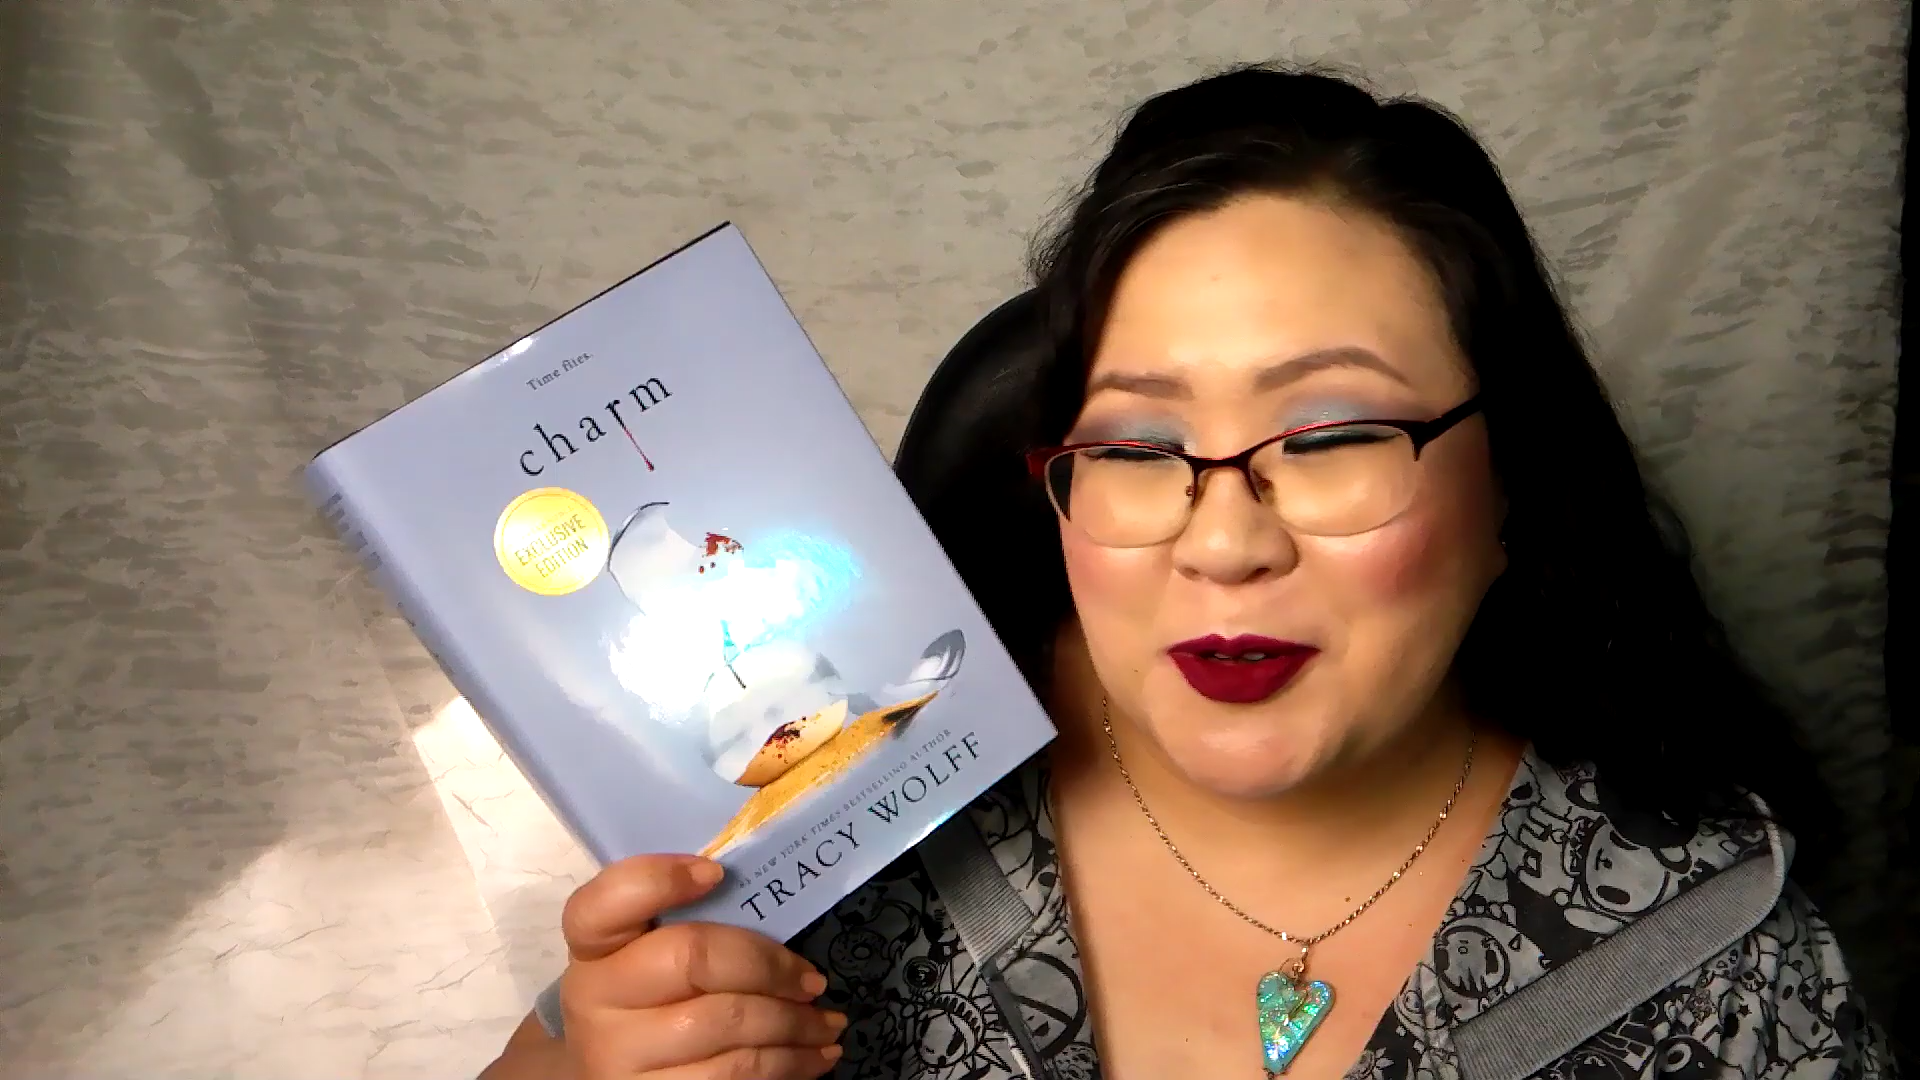 Time flies.
charm
EXCLUSIVE
EDITION
#1 NEW YORK TIMES BESTSELLING AUTHOR
TRACY WOLFF